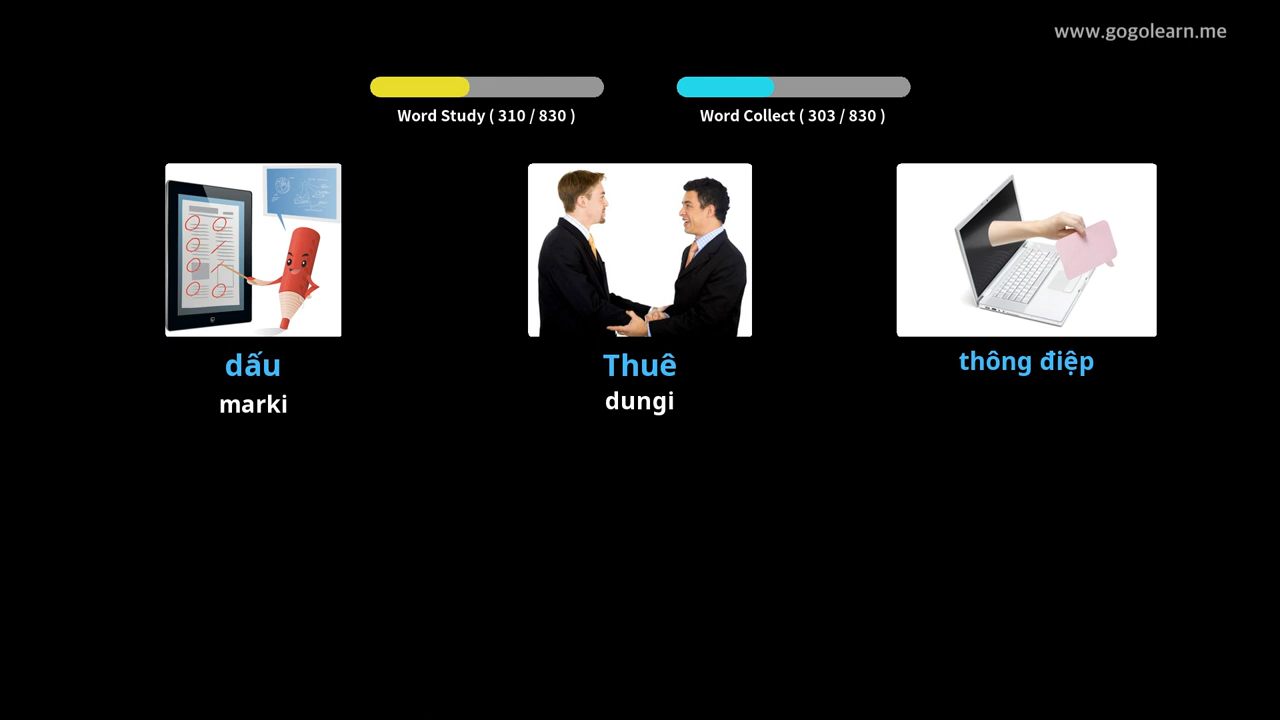 www.gogolearn.me
Word Study ( 310 / 830 )
Word Collect ( 303 / 830 )
dấu
marki
Thuê
dungi
thông điệp